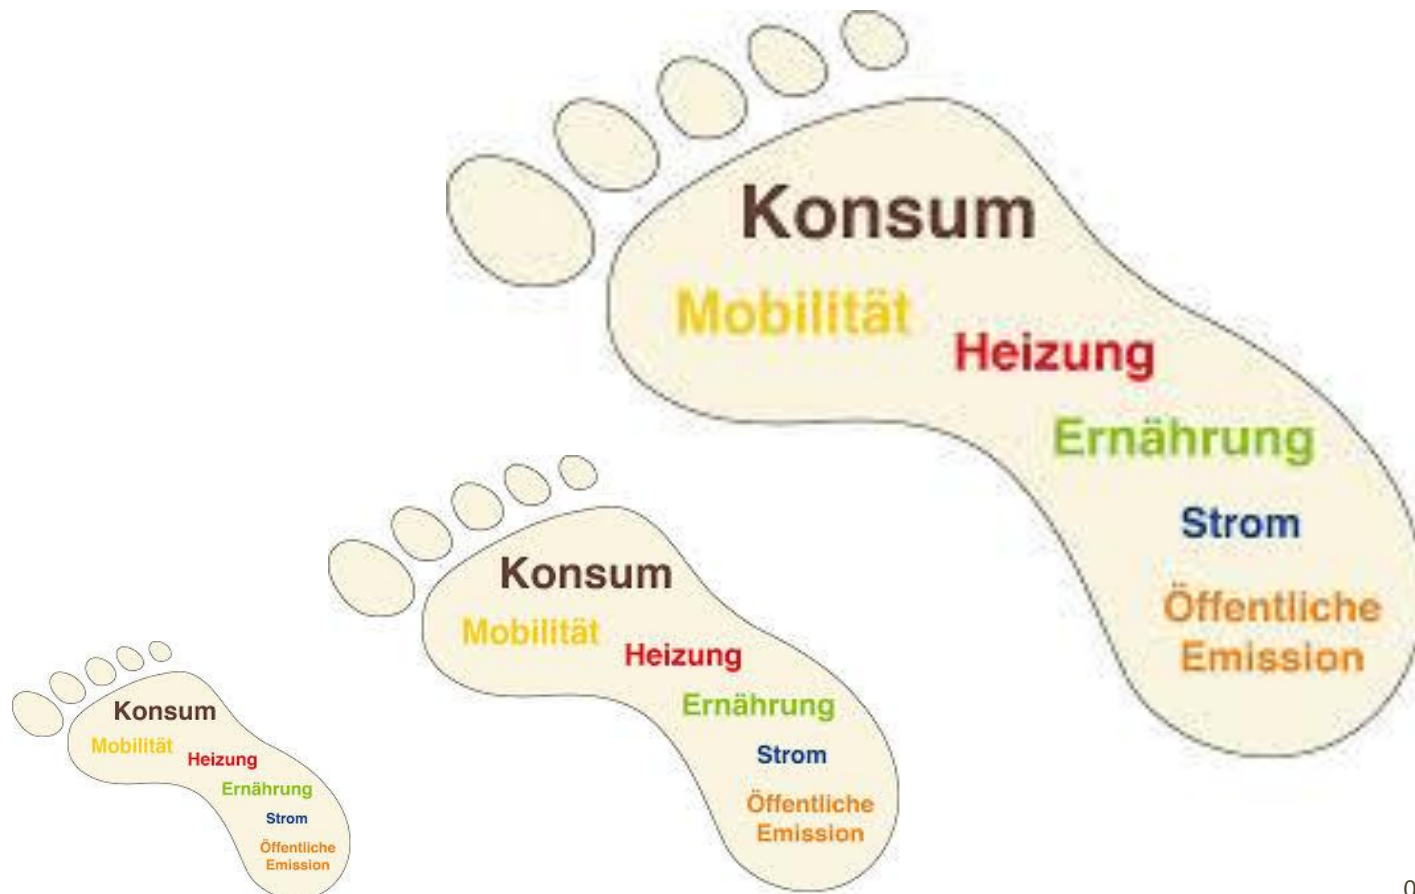 Konsum
Mobilität
Heizung
Ernährung
Strom
Öffentliche
Emission
Konsum
Mobilität
Heizung
Ernährung
Strom
Öffentliche
Emission
Konsum
Mobilität
Heizung
Ernährung
Strom
Öffentliche
Emission